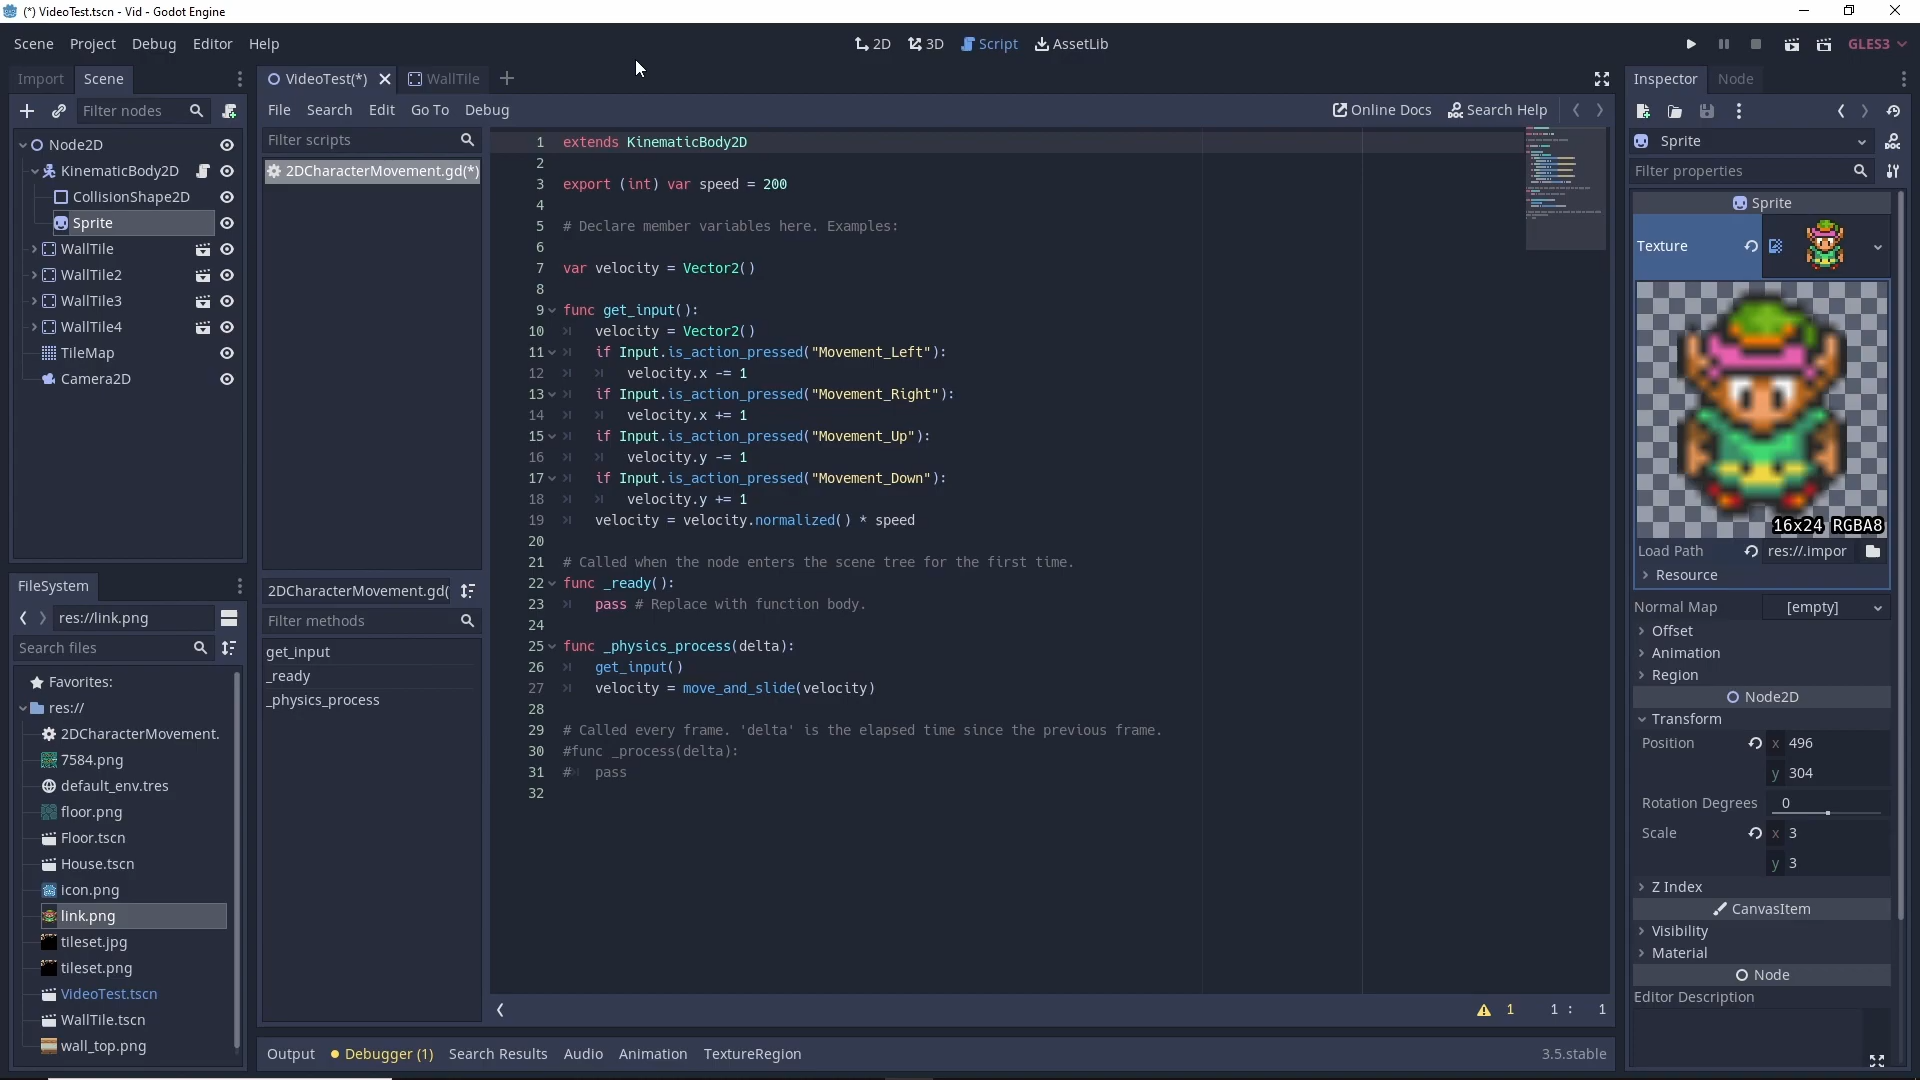 (*) VideoTest.tscn - Vid - Godot Engine
Scene Project Debug Editor Help
2D 3D Script AssetLib
GLES3
Import Scene
Filter nodes
Node2D
KinematicBody2D
CollisionShape2D
Sprite
WallTile
WallTile2
WallTile3
WallTile4
TileMap
Camera2D
FileSystem
res://link.png
Search files
Favorites:
res://
2DCharacterMovement.
7584.png
default_env.tres
floor.png
Floor.tscn
House.tscn
icon.png
link.png
tileset.jpg
tileset.png
VideoTest.tscn
WallTile.tscn
wall_top.png
VideoTest(*) WallTile
File Search Edit Go To Debug
Online Docs Search Help
Filter scripts
2DCharacterMovement.gd(*)
2DCharacterMovement.gd(
Filter methods
get_input
_ready
_physics_process
1 extends KinematicBody2D
2
3 export (int) var speed = 200
4
5 # Declare member variables here. Examples:
6
7 var velocity = Vector2()
8
9 func get_input():
10 velocity = Vector2()
11 if Input.is_action_pressed("Movement_Left"):
12 velocity.x -= 1
13 if Input.is_action_pressed("Movement_Right"):
14 velocity.x += 1
15 if Input.is_action_pressed("Movement_Up"):
16 velocity.y -= 1
17 if Input.is_action_pressed("Movement_Down"):
18 velocity.y += 1
19 velocity = velocity.normalized() * speed
20
21 # Called when the node enters the scene tree for the first time.
22 func _ready():
23 pass # Replace with function body.
24
25 func _physics_process(delta):
26 get_input()
27 velocity = move_and_slide(velocity)
28
29 # Called every frame. 'delta' is the elapsed time since the previous frame.
30 #func _process(delta):
31 # pass
32
1 1 : 1
Output Debugger (1) Search Results Audio Animation TextureRegion
3.5.stable
Inspector Node
Sprite
Filter properties
Sprite
Texture
16x24 RGBA8
Load Path res://.impor
Resource
Normal Map [empty]
Offset
Animation
Region
Node2D
Transform
Position x 496
y 304
Rotation Degrees 0
Scale x 3
y 3
Z Index
CanvasItem
Visibility
Material
Node
Editor Description